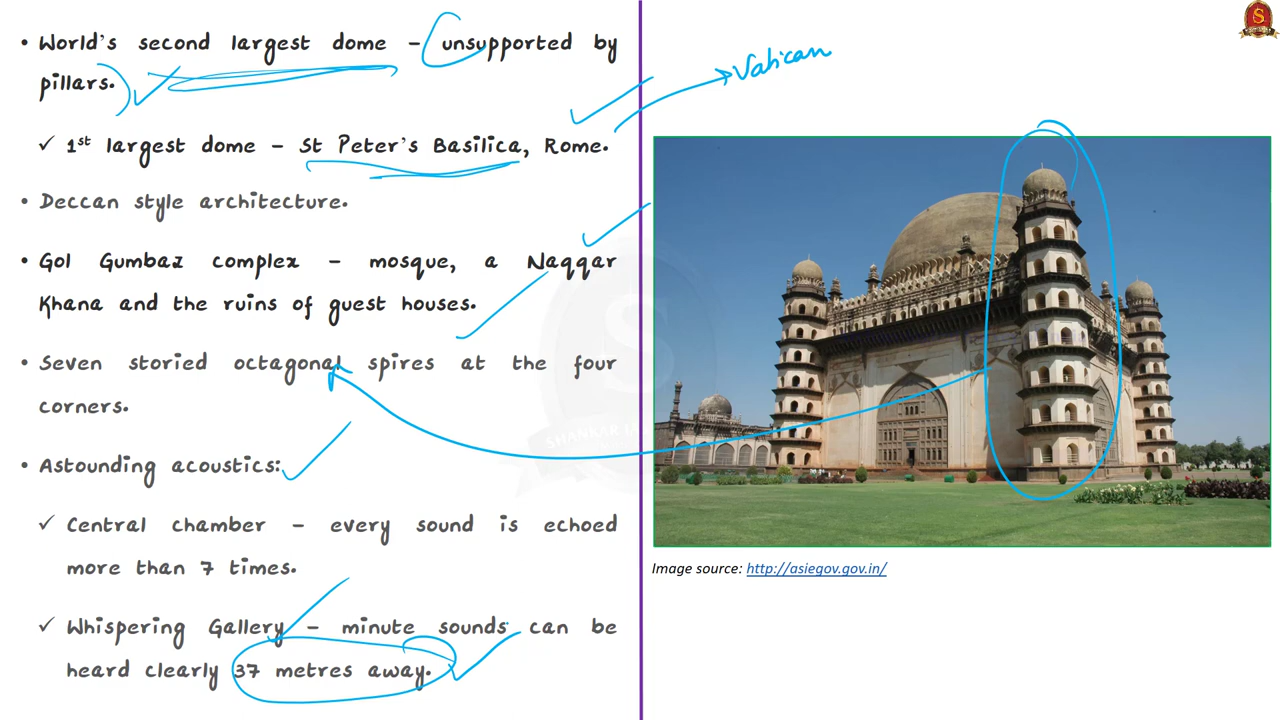 • World's second largest dome – unsupported by
pillars.
✓ 1st largest dome – St Peter's Basilica, Rome.
Vatican
• Deccan style architecture.
• Gol Gumbaz complex – mosque, a Naqqar
Khana and the ruins of guest houses.
• Seven storied octagonal spires at the four
corners.
• Astounding acoustics:
✓ Central chamber – every sound is echoed
more than 7 times.
✓ Whispering Gallery – minute sounds can be
heard clearly 37 metres away.
Image source: http://asiegov.gov.in/